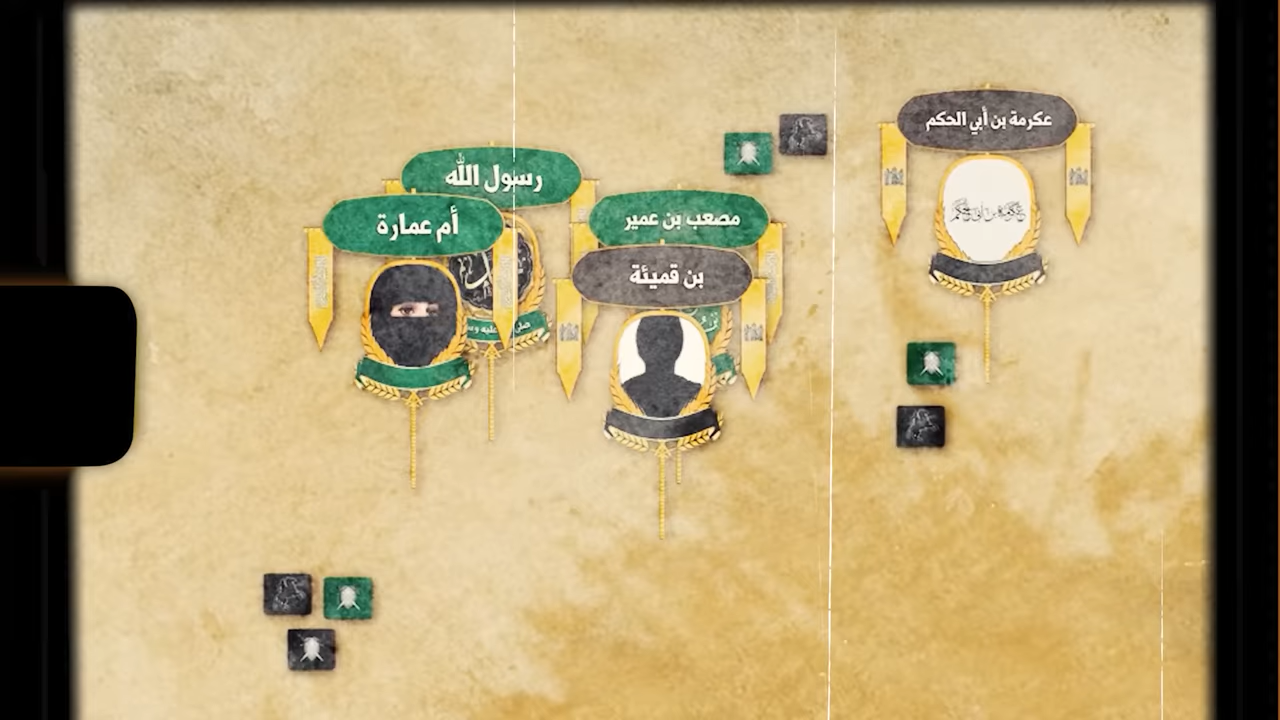 عكرمة بن أبي الحكم
رسول الله
أم عمارة
مصعب بن عمير
بن قميئة